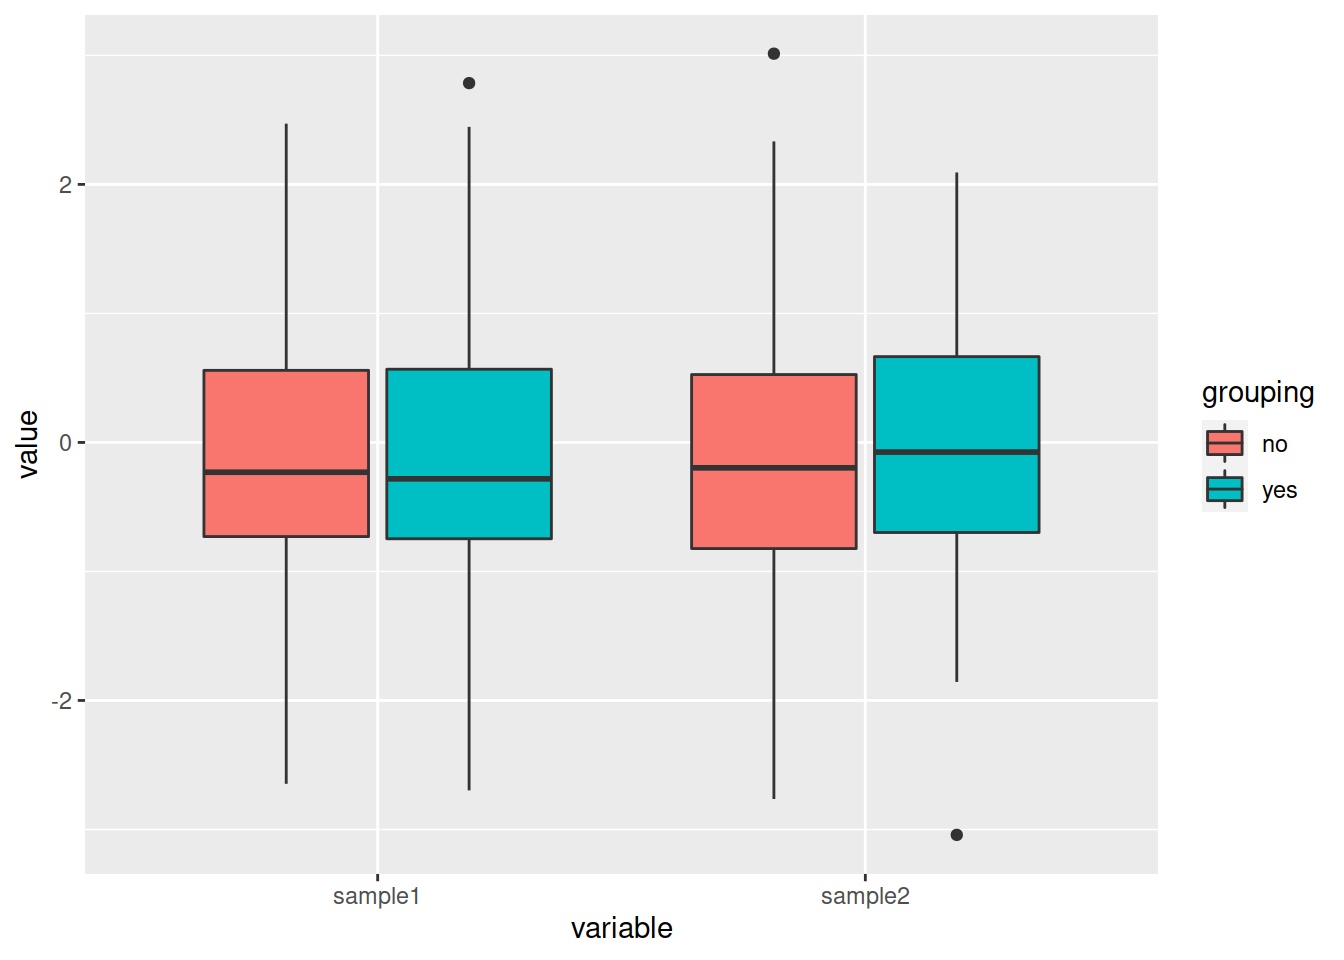 value
2
0
-2
sample1
sample2
variable
grouping
no
yes